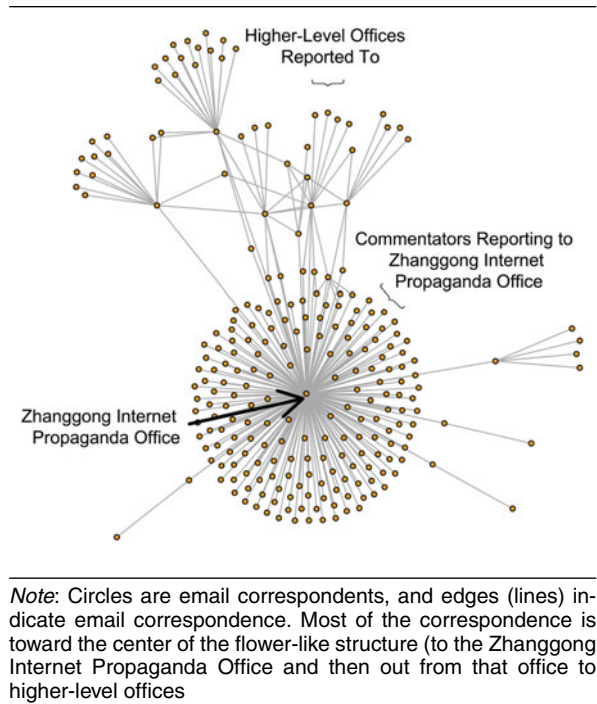 Higher-Level Offices
Reported To
Commentators Reporting to
Zhanggong Internet
Propaganda Office
Zhanggong Internet
Propaganda Office
Note: Circles are email correspondents, and edges (lines) in-
dicate email correspondence. Most of the correspondence is
toward the center of the flower-like structure (to the Zhanggong
Internet Propaganda Office and then out from that office to
higher-level offices